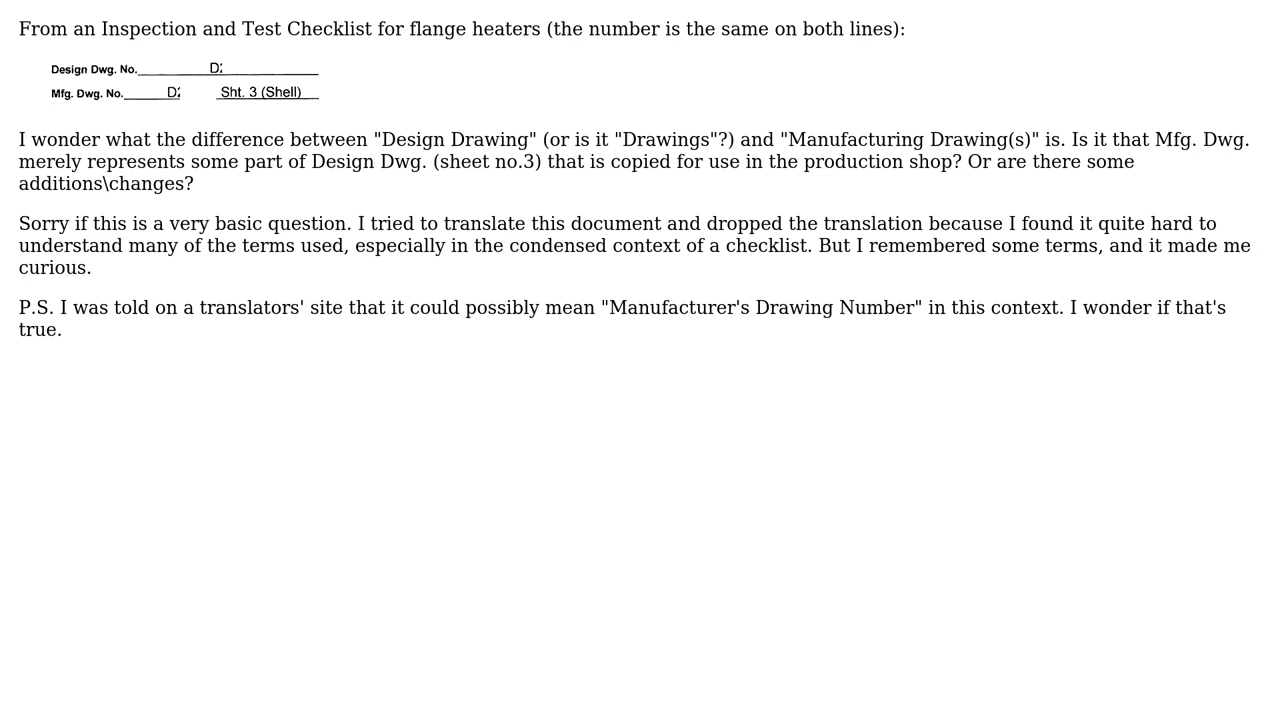 From an Inspection and Test Checklist for flange heaters (the number is the same on both lines):
Design Dwg. No. D
Mfg. Dwg. No. D Sht. 3 (Shell)
I wonder what the difference between "Design Drawing" (or is it "Drawings"?) and "Manufacturing Drawing(s)" is. Is it that Mfg. Dwg.
merely represents some part of Design Dwg. (sheet no.3) that is copied for use in the production shop? Or are there some
additions\changes?
Sorry if this is a very basic question. I tried to translate this document and dropped the translation because I found it quite hard to
understand many of the terms used, especially in the condensed context of a checklist. But I remembered some terms, and it made me
curious.
P.S. I was told on a translators' site that it could possibly mean "Manufacturer's Drawing Number" in this context. I wonder if that's
true.